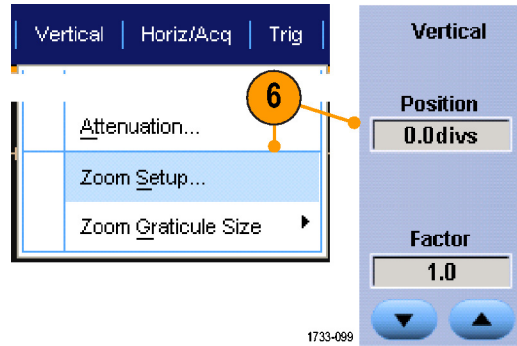 Vertical Horiz/Acq Trig
Attenuation...
Zoom Setup...
Zoom Graticule Size
6
Vertical
Position
0.0divs
Factor
1.0
1733-099